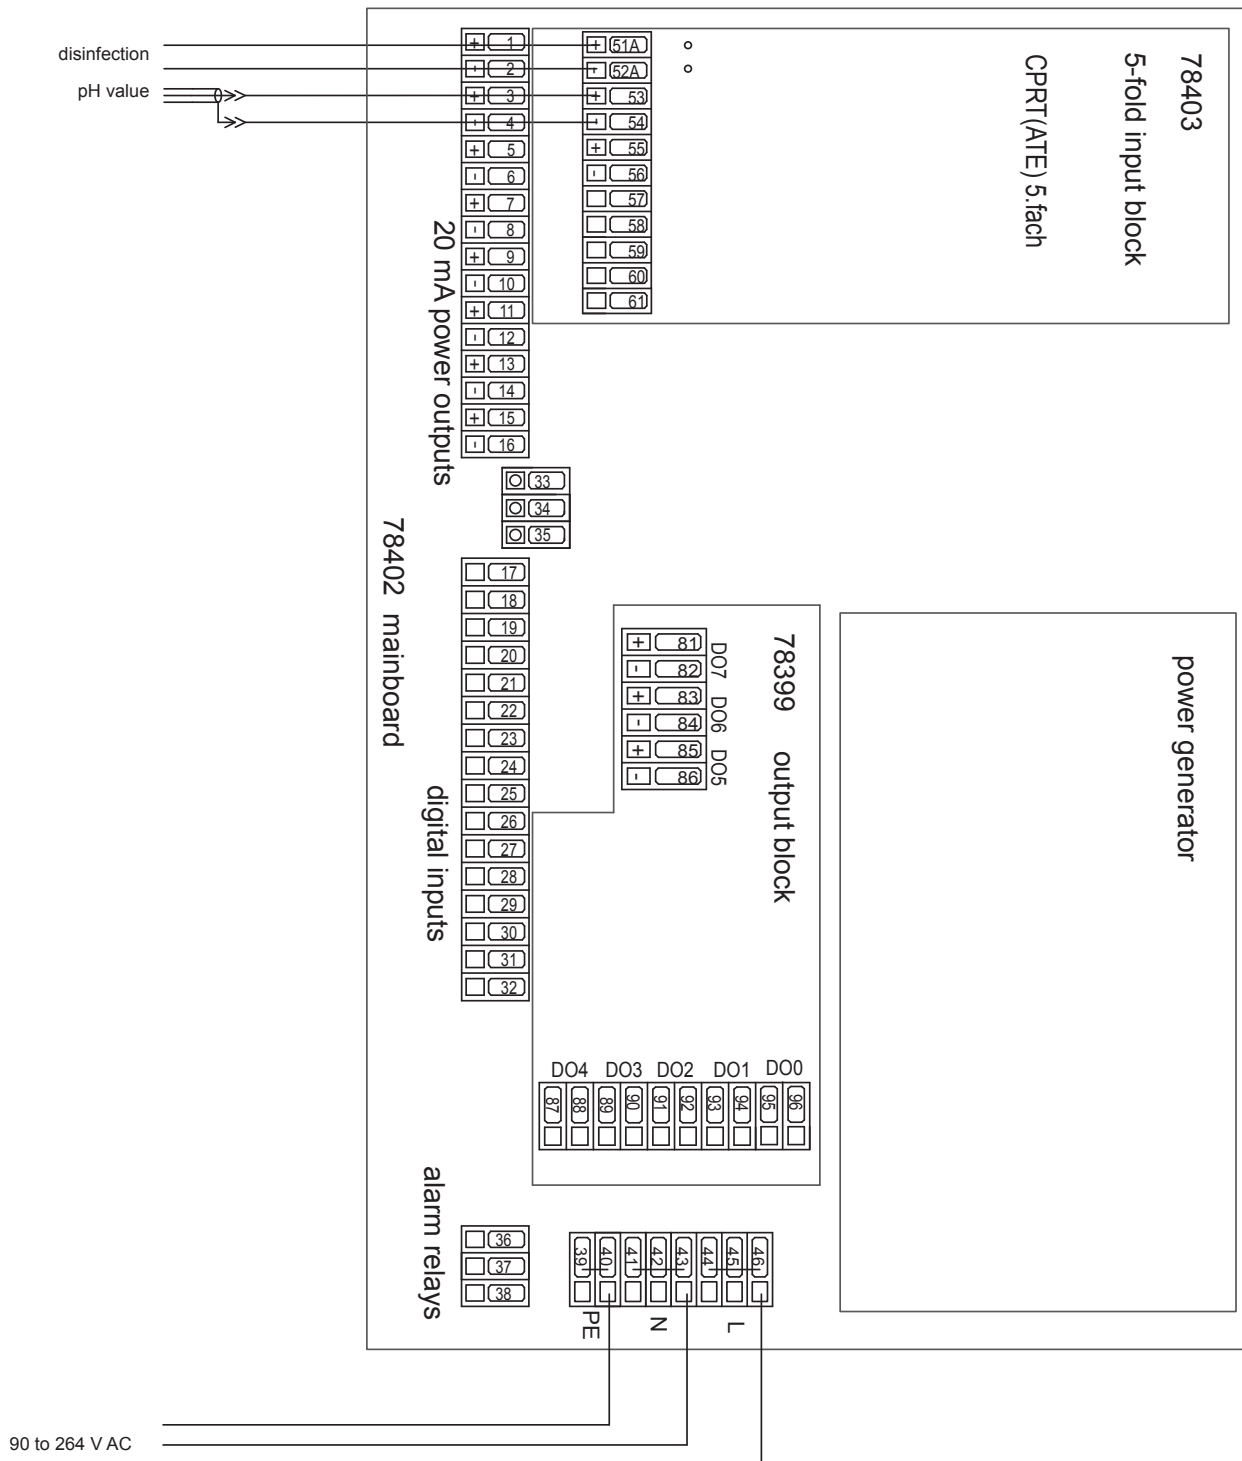 disinfection
pH value
+ 1
- 2
+ 3
- 4
+ 5
- 6
+ 7
- 8
+ 9
- 10
+ 11
- 12
+ 13
- 14
+ 15
- 16
20 mA power outputs
+ 51A
- 52A
+ 53
- 54
+ 55
- 56
57
58
59
60
61
CPRT(ATE) 5.fach
5-fold input block
78403
33
34
35
78402 mainboard
17
18
19
20
21
22
23
24
25
26
27
28
29
30
31
32
digital inputs
+ 81
- 82
+ 83
- 84
+ 85
- 86
DO7
DO6
DO5
78399 output block
power generator
DO4 DO3 DO2 DO1 DO0
87 88 89 90 91 92 93 94 95 96
alarm relays
36
37
38
39 40 41 42 43 44 45 46
PE N L
90 to 264 V AC